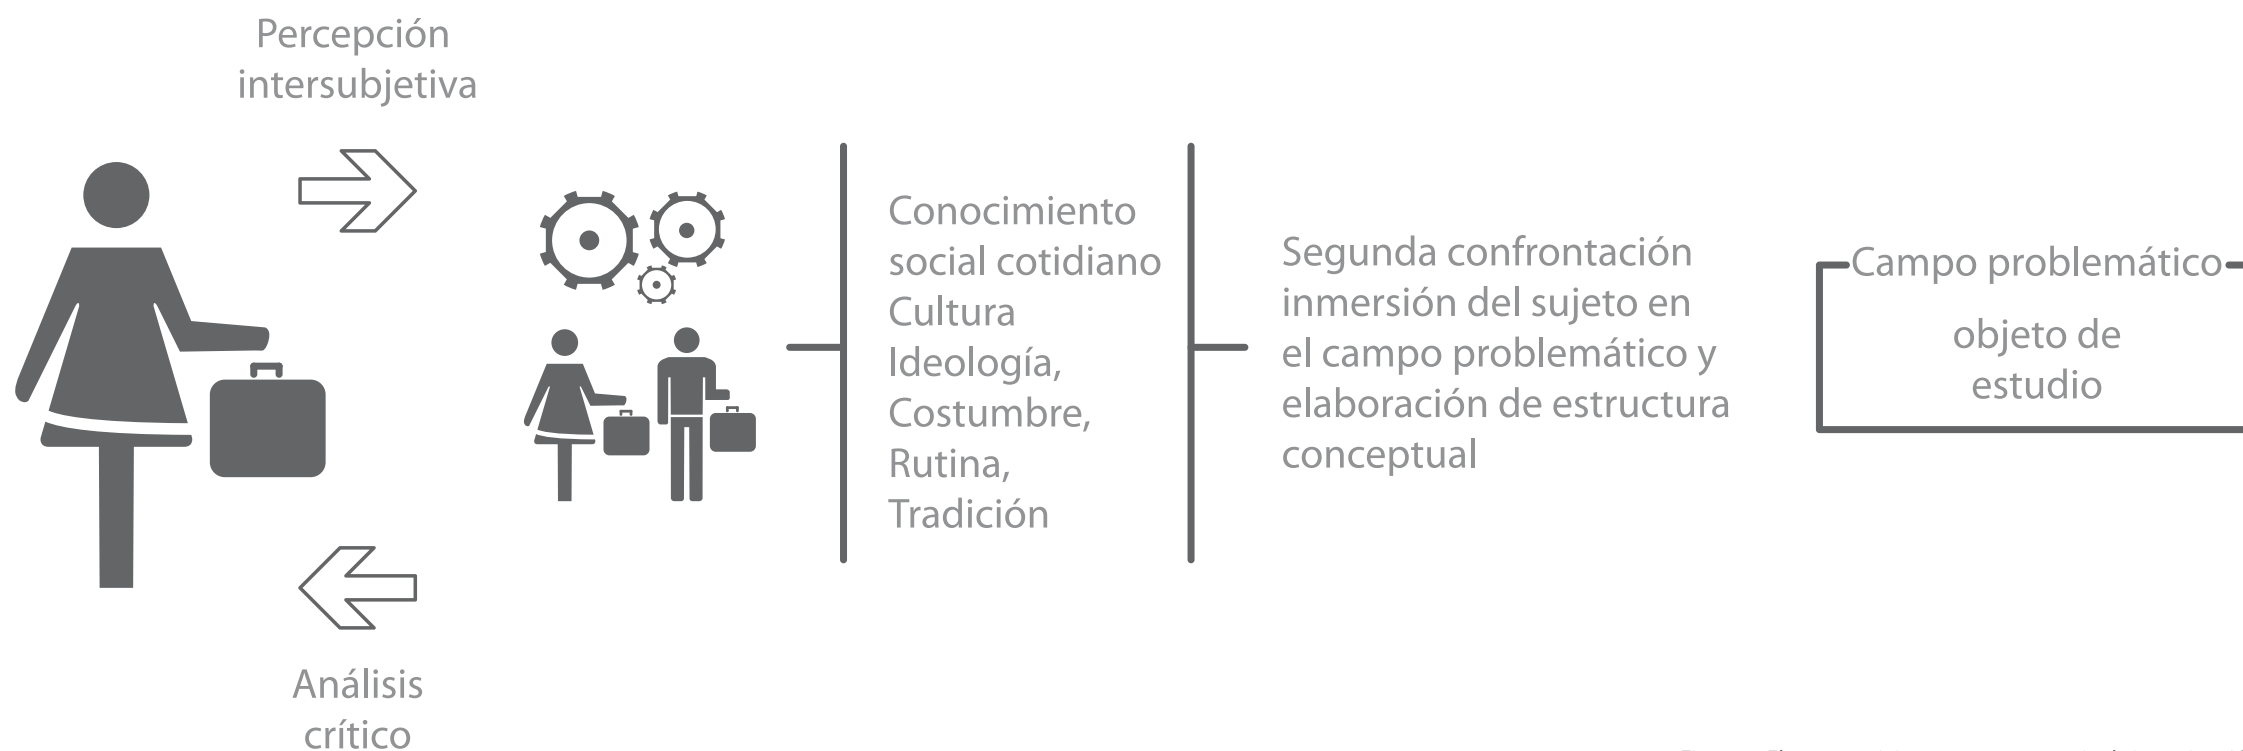 Percepción
intersubjetiva
Conocimiento
social cotidiano
Cultura
Ideología,
Costumbre,
Rutina,
Tradición
Segunda confrontación
inmersión del sujeto en
el campo problemático y
elaboración de estructura
conceptual
Campo problemático
objeto de
estudio
Análisis
crítico